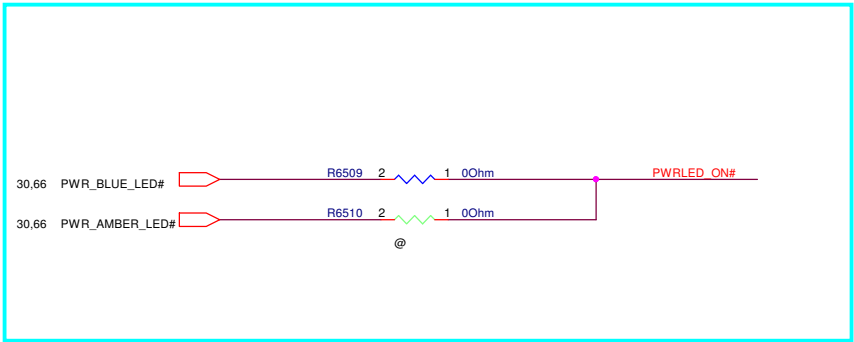 R6509 2 1 0Ohm PWRLED_ON#
30,66 PWR_BLUE_LED#
R6510 2 1 0Ohm
30,66 PWR_AMBER_LED#
@